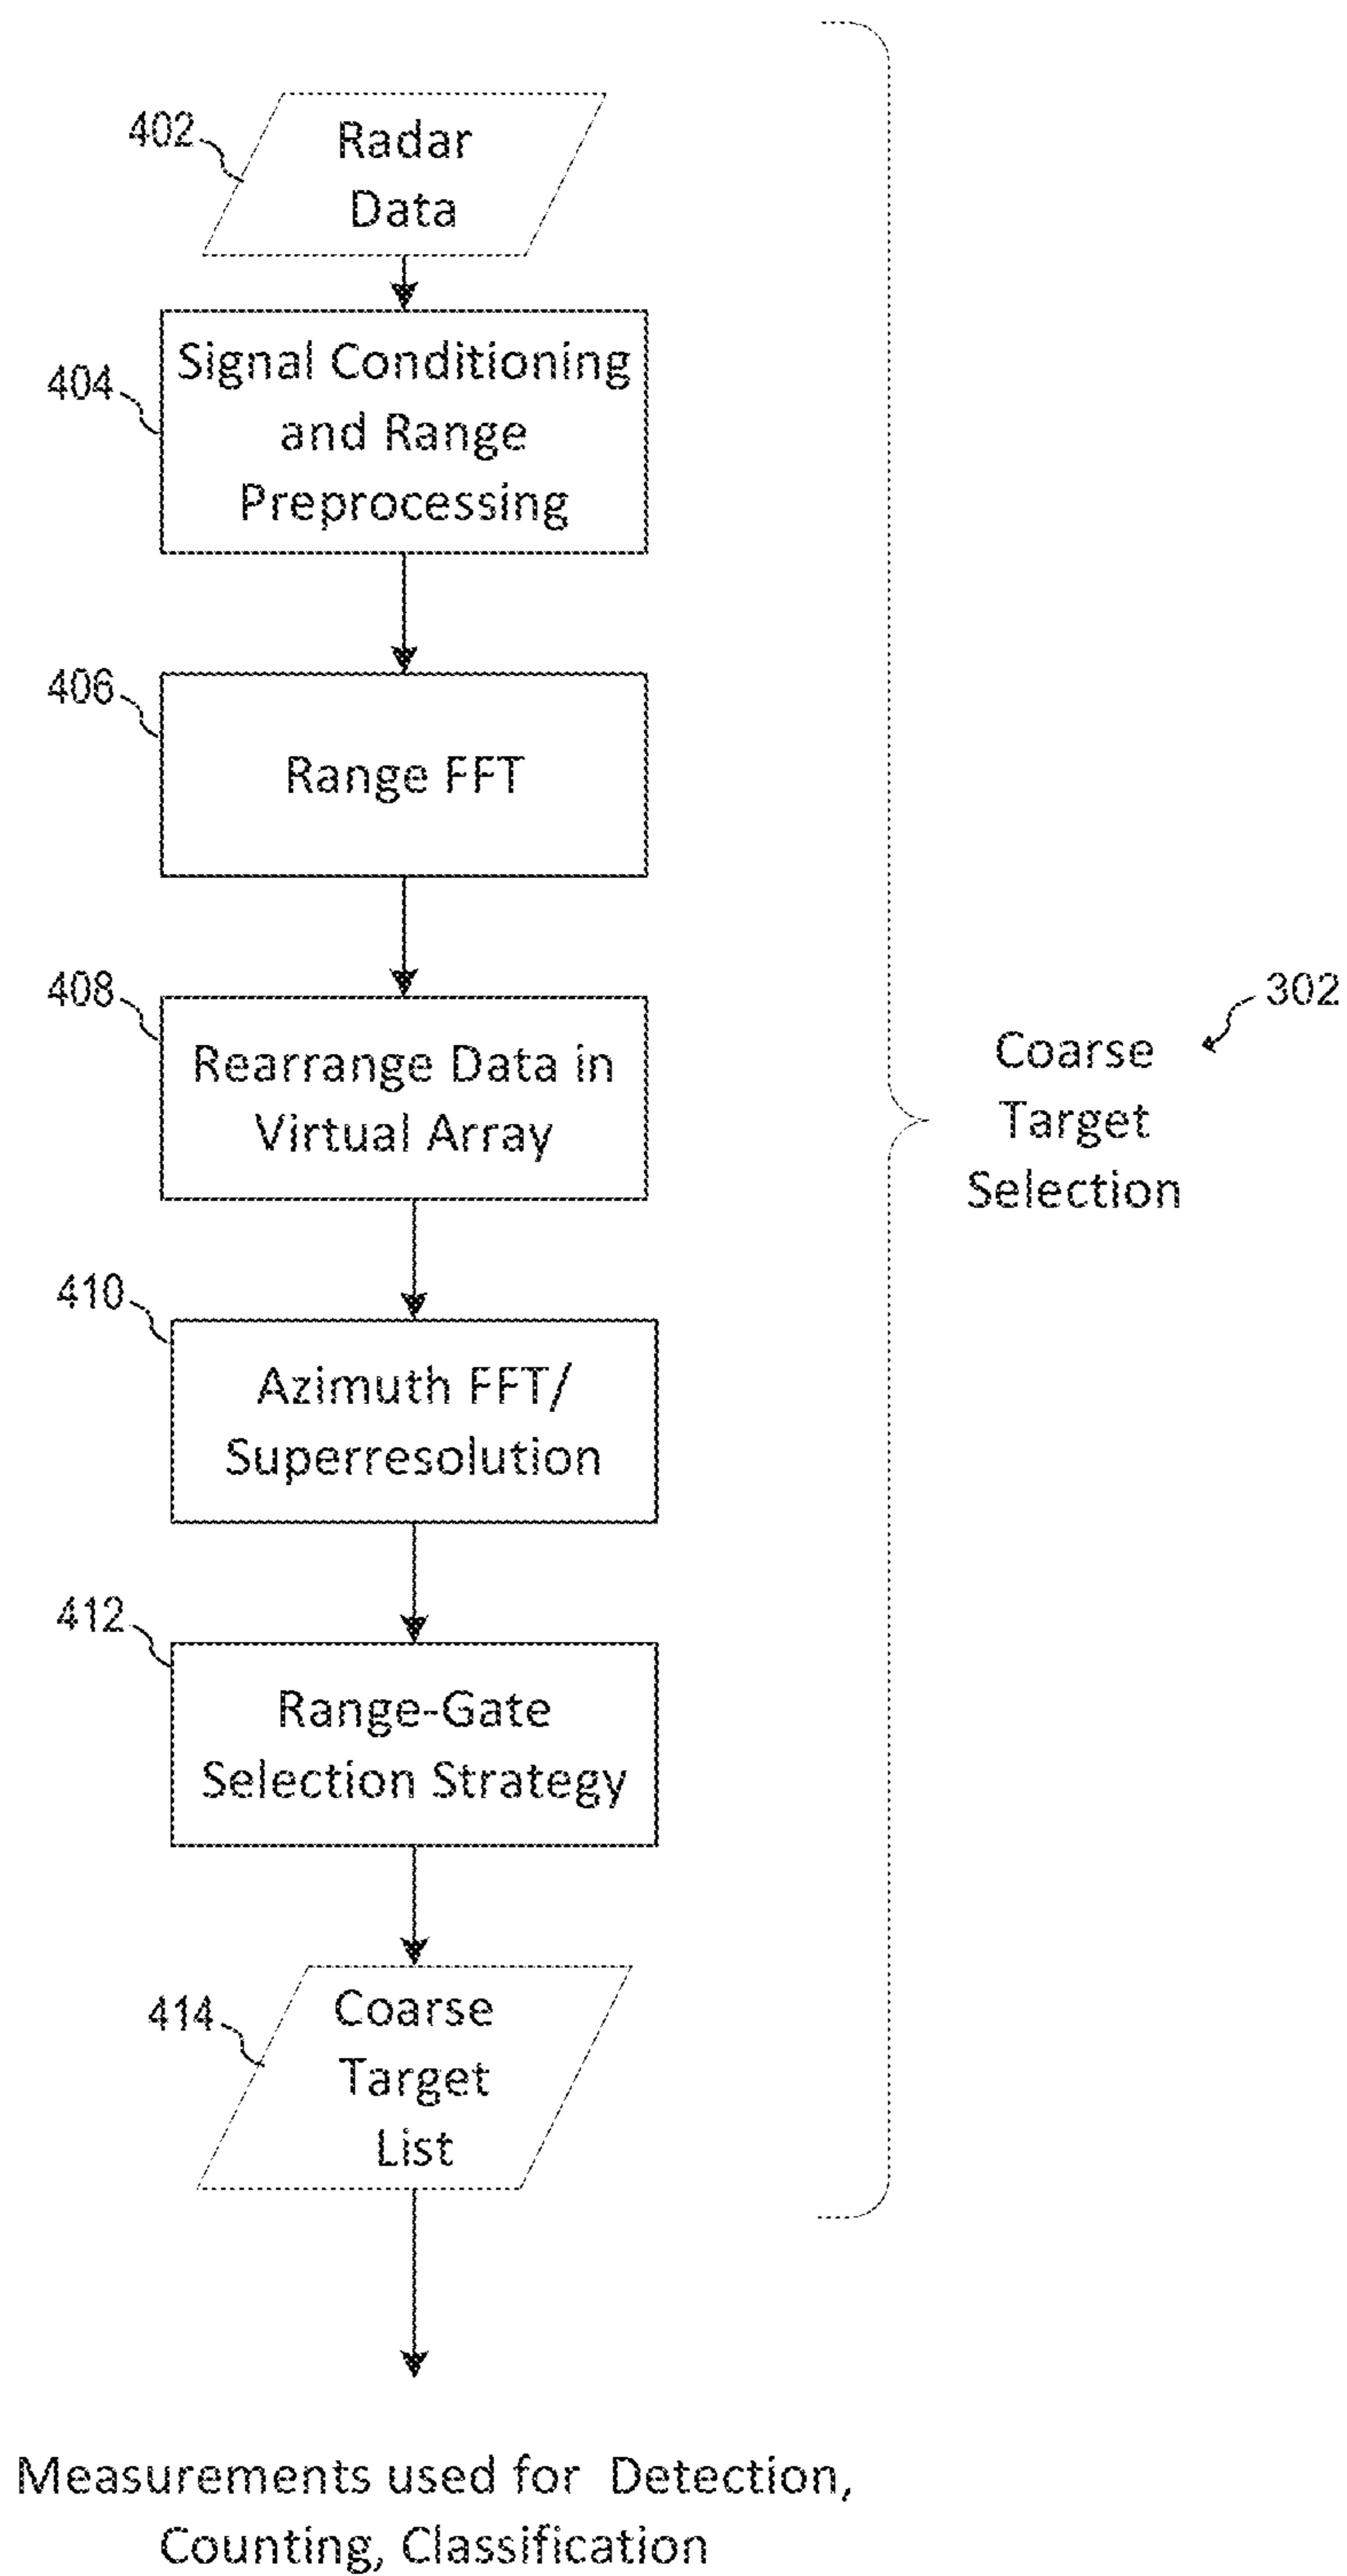 402
Radar
Data
404
Signal Conditioning
and Range
Preprocessing
406
Range FFT
408
Rearrange Data in
Virtual Array
302
Coarse
Target
Selection
410
Azimuth FFT/
Superresolution
412
Range-Gate
Selection Strategy
414
Coarse
Target
List
Measurements used for Detection,
Counting, Classification